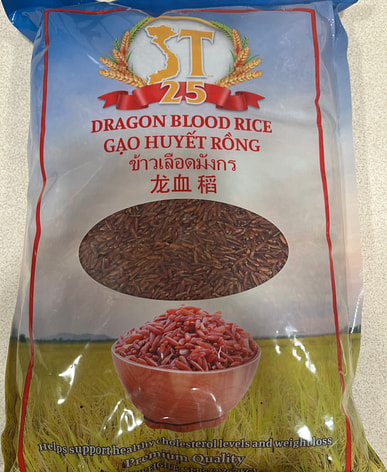 ST
25
DRAGON BLOOD RICE
GẠO HUYẾT RỒNG
ข้าวเลือดมังกร
龙血稻
Helps support healthy cholesterol levels and weight loss
Premium Quality